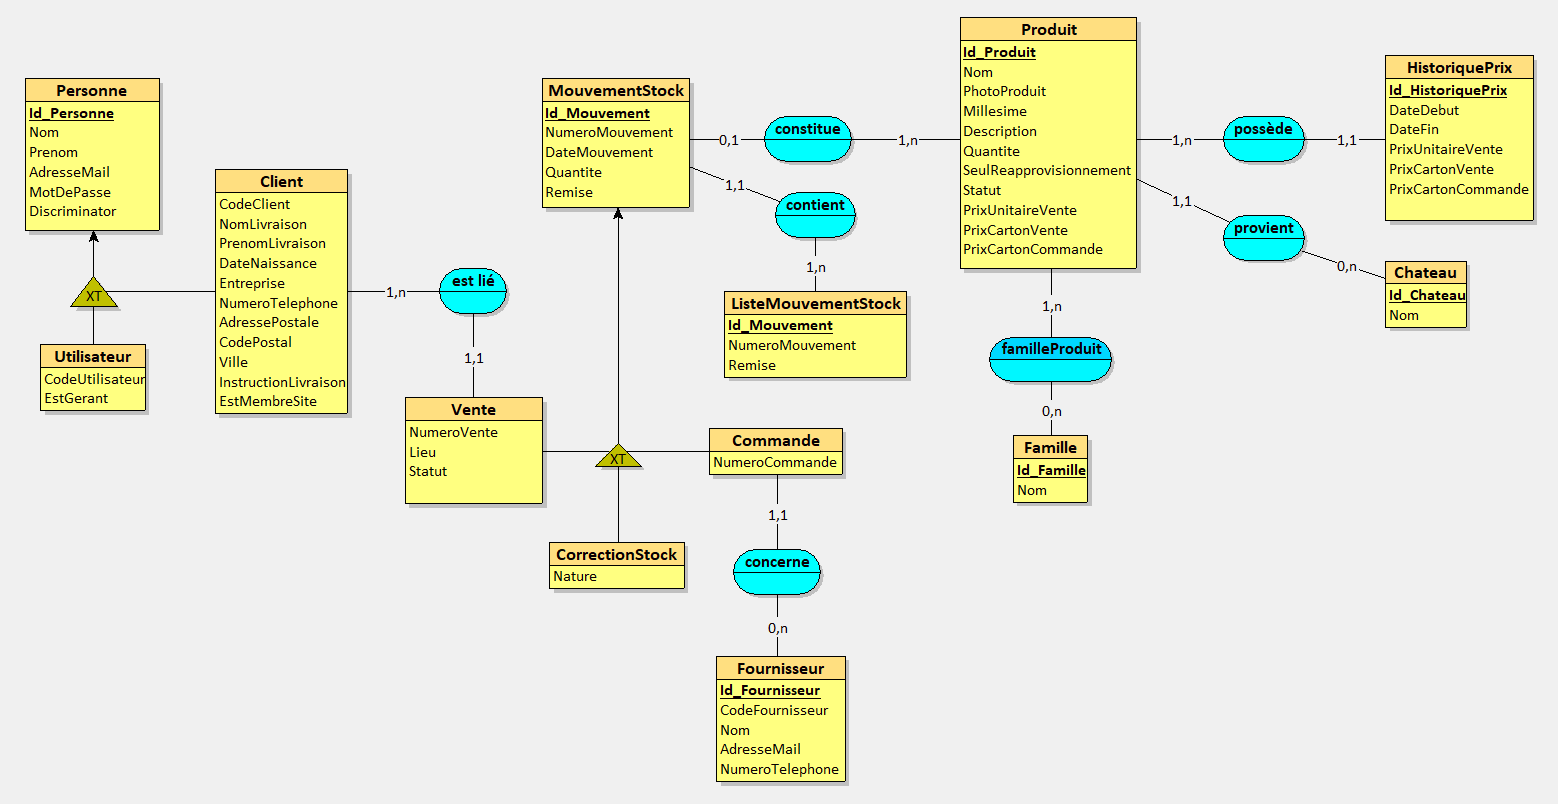 Personne
Id_Personne
Nom
Prenom
AdresseMail
MotDePasse
Discriminator
XT
Utilisateur
CodeUtilisateur
EstGerant
Client
CodeClient
NomLivraison
PrenomLivraison
DateNaissance
Entreprise
NumeroTelephone
AdressePostale
CodePostal
Ville
InstructionLivraison
EstMembreSite
1,n
est lié
1,1
Vente
NumeroVente
Lieu
Statut
MouvementStock
Id_Mouvement
NumeroMouvement
DateMouvement
Quantite
Remise
XT
CorrectionStock
Nature
Commande
NumeroCommande
1,1
concerne
0,n
Fournisseur
Id_Fournisseur
CodeFournisseur
Nom
AdresseMail
NumeroTelephone
0,1
constitue
1,n
1,1
contient
1,n
ListeMouvementStock
Id_Mouvement
NumeroMouvement
Remise
Produit
Id_Produit
Nom
PhotoProduit
Millesime
Description
Quantite
SeulReapprovisionnement
Statut
PrixUnitaireVente
PrixCartonVente
PrixCartonCommande
1,n
familleProduit
0,n
Famille
Id_Famille
Nom
1,n
possède
1,1
HistoriquePrix
Id_HistoriquePrix
DateDebut
DateFin
PrixUnitaireVente
PrixCartonVente
PrixCartonCommande
1,1
provient
0,n
Chateau
Id_Chateau
Nom